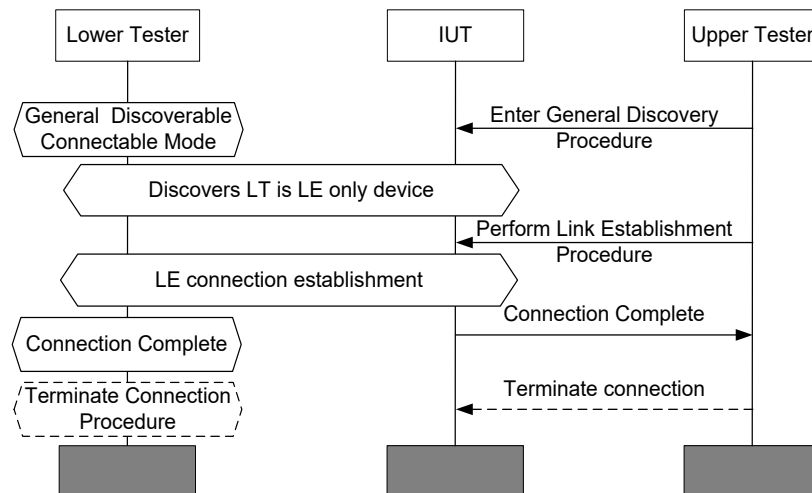 Lower Tester
IUT
Upper Tester
General Discoverable
Connectable Mode
Enter General Discovery
Procedure
Discovers LT is LE only device
Perform Link Establishment
Procedure
LE connection establishment
Connection Complete
Connection Complete
Terminate Connection
Procedure
Terminate connection